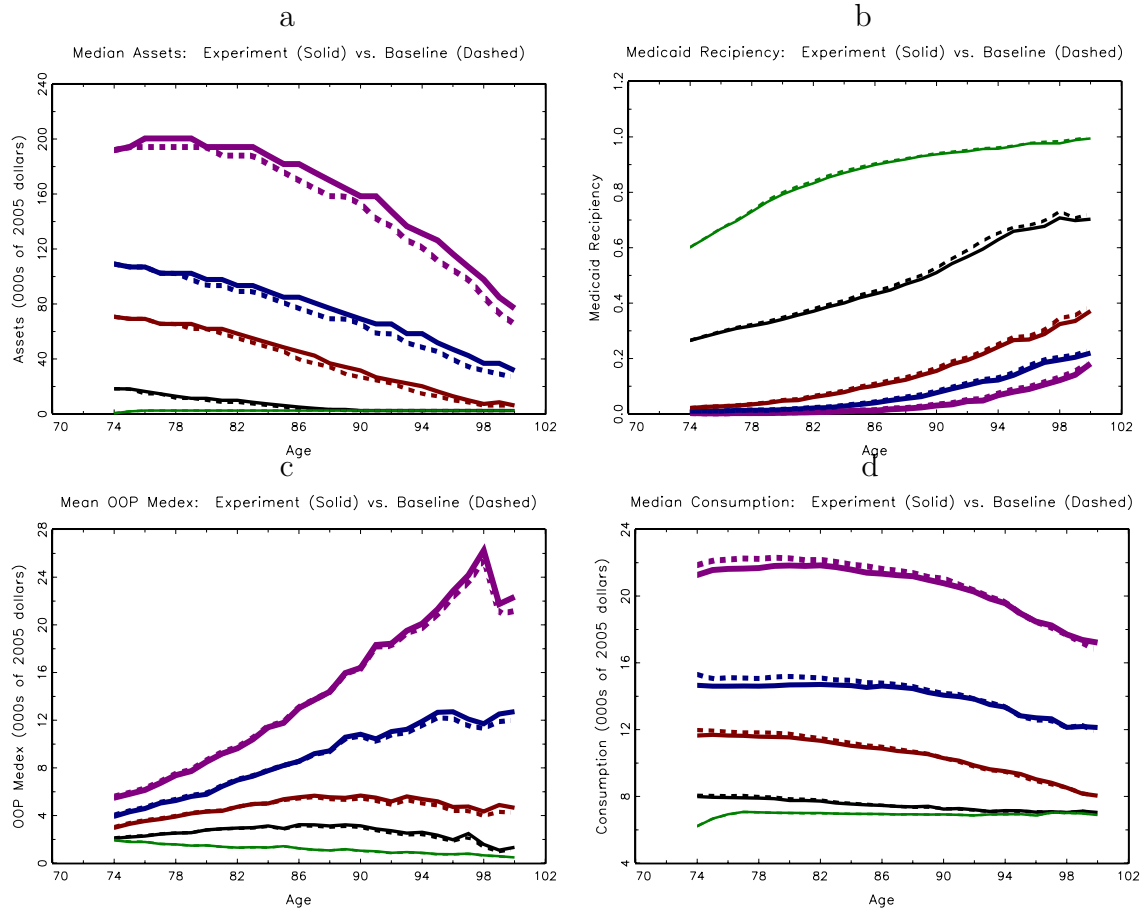 a
Median Assets: Experiment (Solid) vs. Baseline (Dashed)
Assets (000s of 2005 dollars)
0 40 80 120 160 200 240
70 74 78 82 86 90 94 98 102
Age
b
Medicaid Recipiency: Experiment (Solid) vs. Baseline (Dashed)
Medicaid Recipiency
0.0 0.2 0.4 0.6 0.8 1.0 1.2
70 74 78 82 86 90 94 98 102
Age
c
Mean OOP Medex: Experiment (Solid) vs. Baseline (Dashed)
OOP Medex (000s of 2005 dollars)
0 4 8 12 16 20 24 28
70 74 78 82 86 90 94 98 102
Age
d
Median Consumption: Experiment (Solid) vs. Baseline (Dashed)
Consumption (000s of 2005 dollars)
4 8 12 16 20 24
70 74 78 82 86 90 94 98 102
Age